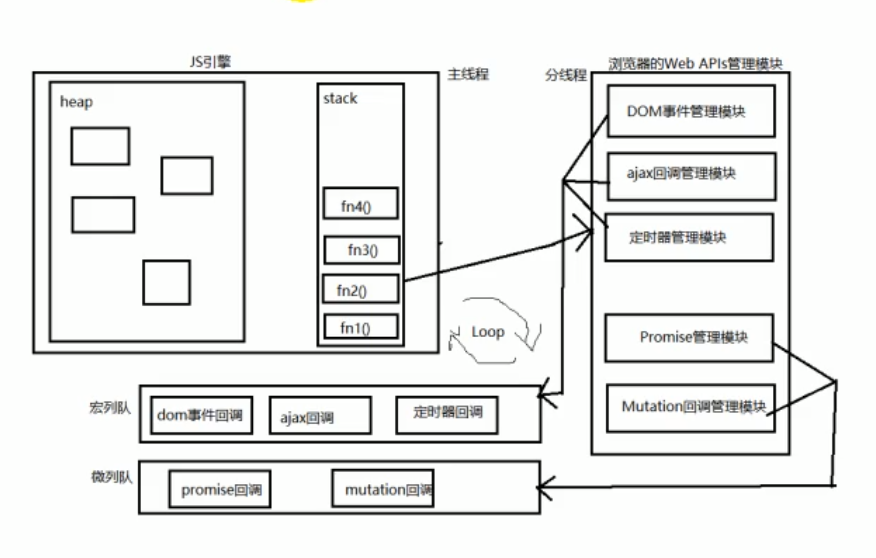 JS引擎
主线程
分线程
浏览器的Web APIs管理模块
heap
stack
fn4()
fn3()
fn2()
fn1()
DOM事件管理模块
ajax回调管理模块
定时器管理模块
Promise管理模块
Mutation回调管理模块
Loop
宏列队
dom事件回调
ajax回调
定时器回调
微列队
promise回调
mutation回调